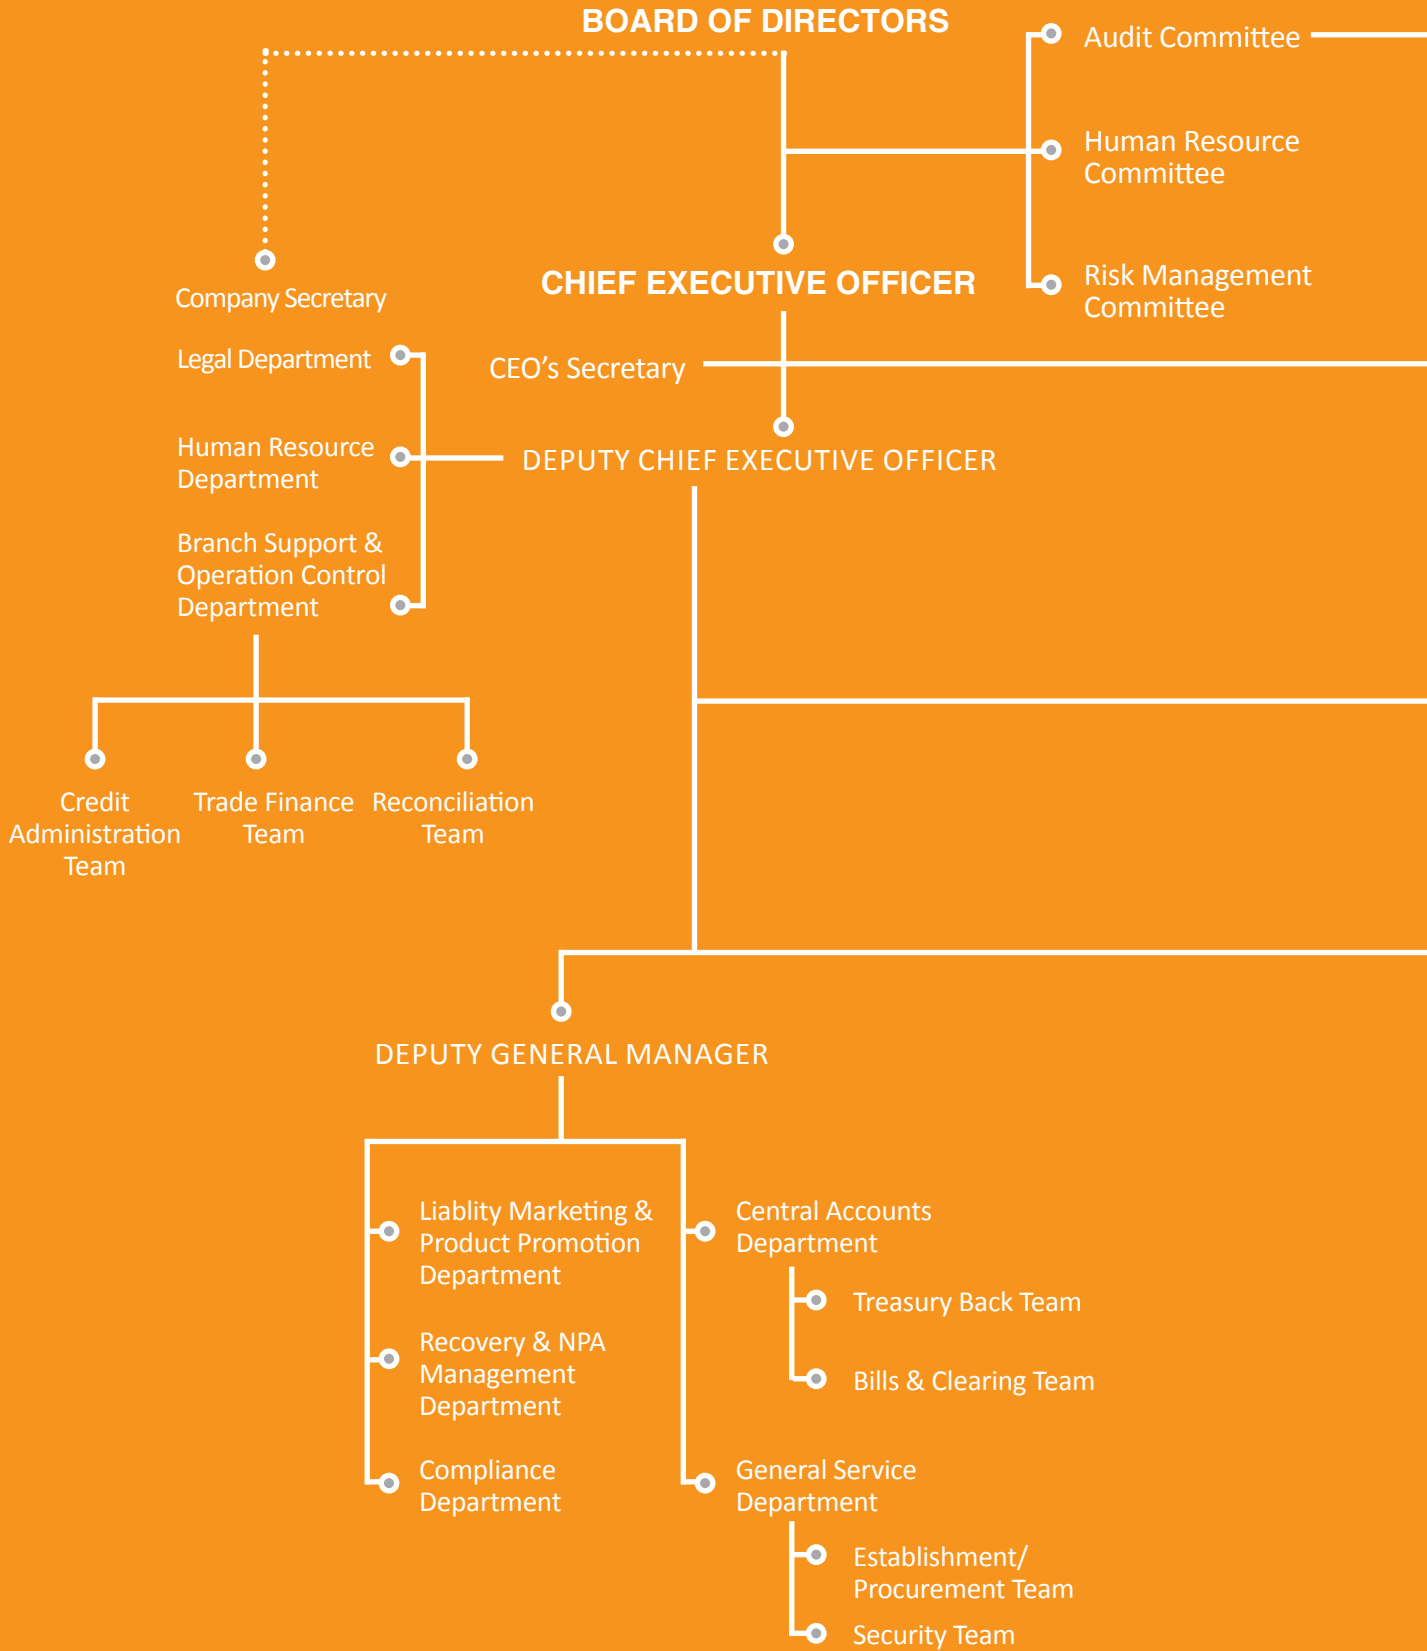 BOARD OF DIRECTORS
Audit Committee
Human Resource
Committee
Risk Management
Committee
CHIEF EXECUTIVE OFFICER
Company Secretary
CEO’s Secretary
Legal Department
Human Resource
Department
Branch Support &
Operation Control
Department
DEPUTY CHIEF EXECUTIVE OFFICER
Credit
Administration
Team
Trade Finance
Team
Reconciliation
Team
DEPUTY GENERAL MANAGER
Liablity Marketing &
Product Promotion
Department
Recovery & NPA
Management
Department
Compliance
Department
Central Accounts
Department
Treasury Back Team
Bills & Clearing Team
General Service
Department
Establishment/
Procurement Team
Security Team